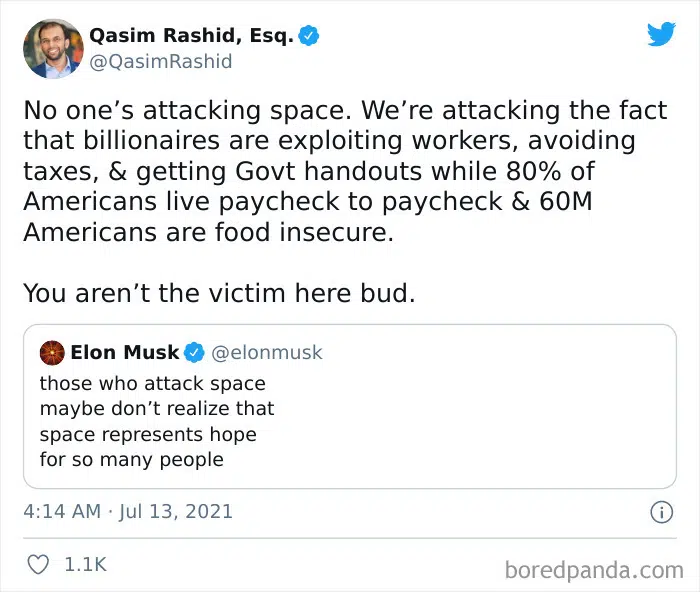 Qasim Rashid, Esq.
@QasimRashid
No one’s attacking space. We’re attacking the fact
that billionaires are exploiting workers, avoiding
taxes, & getting Govt handouts while 80% of
Americans live paycheck to paycheck & 60M
Americans are food insecure.
You aren’t the victim here bud.
Elon Musk @elonmusk
those who attack space
maybe don’t realize that
space represents hope
for so many people
4:14 AM · Jul 13, 2021
1.1K
boredpanda.com